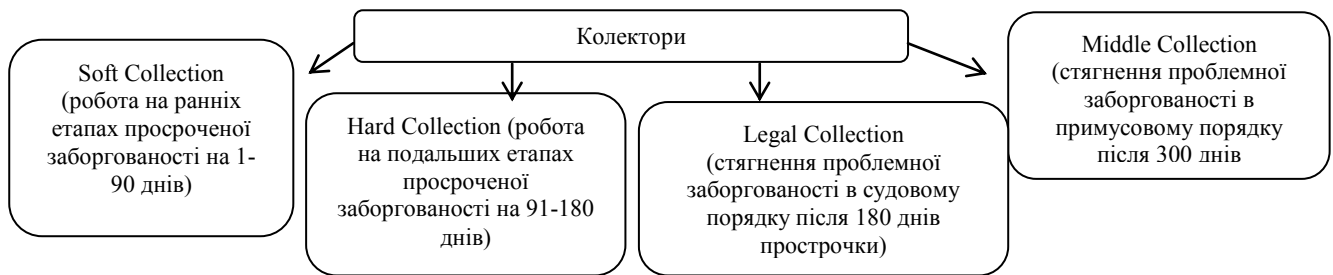 Колектори
Soft Collection
(робота на ранніх
етапах просроченої
заборгованості на 1-
90 днів)
Hard Collection (робота
на подальших етапах
просроченої
заборгованості на 91-180
днів)
Legal Collection
(стягнення проблемної
заборгованості в судовому
порядку після 180 днів
прострочки)
Middle Collection
(стягнення проблемної
заборгованості в
примусовому порядку
після 300 днів